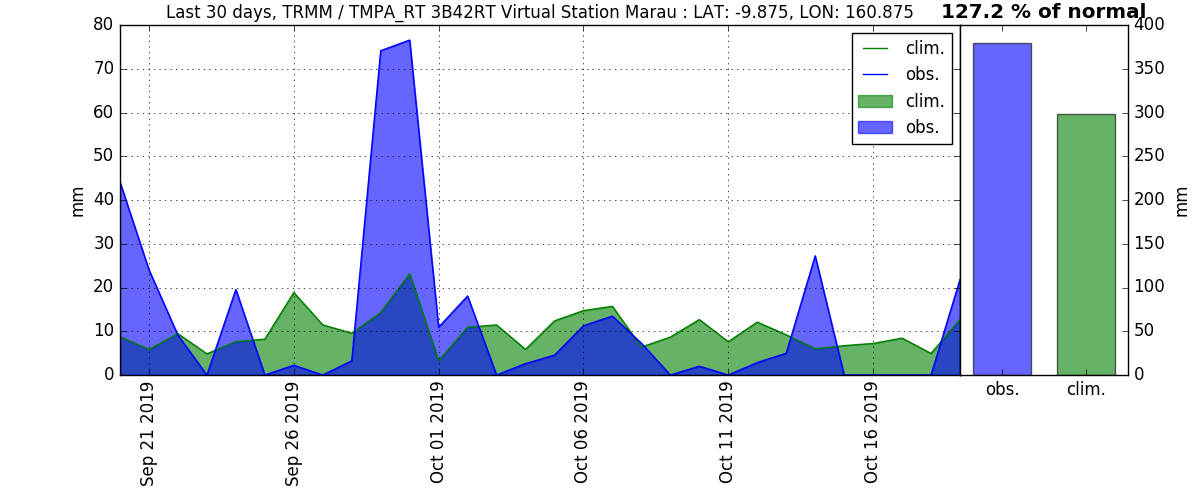 Last 30 days, TRMM / TMPA_RT 3B42RT Virtual Station Marau : LAT: -9.875, LON: 160.875
127.2 % of normal
80
70
60
50
40
30
20
10
0
mm
clim.
obs.
clim.
obs.
Sep 21 2019
Sep 26 2019
Oct 01 2019
Oct 06 2019
Oct 11 2019
Oct 16 2019
400
350
300
250
200
150
100
50
0
mm
obs.
clim.